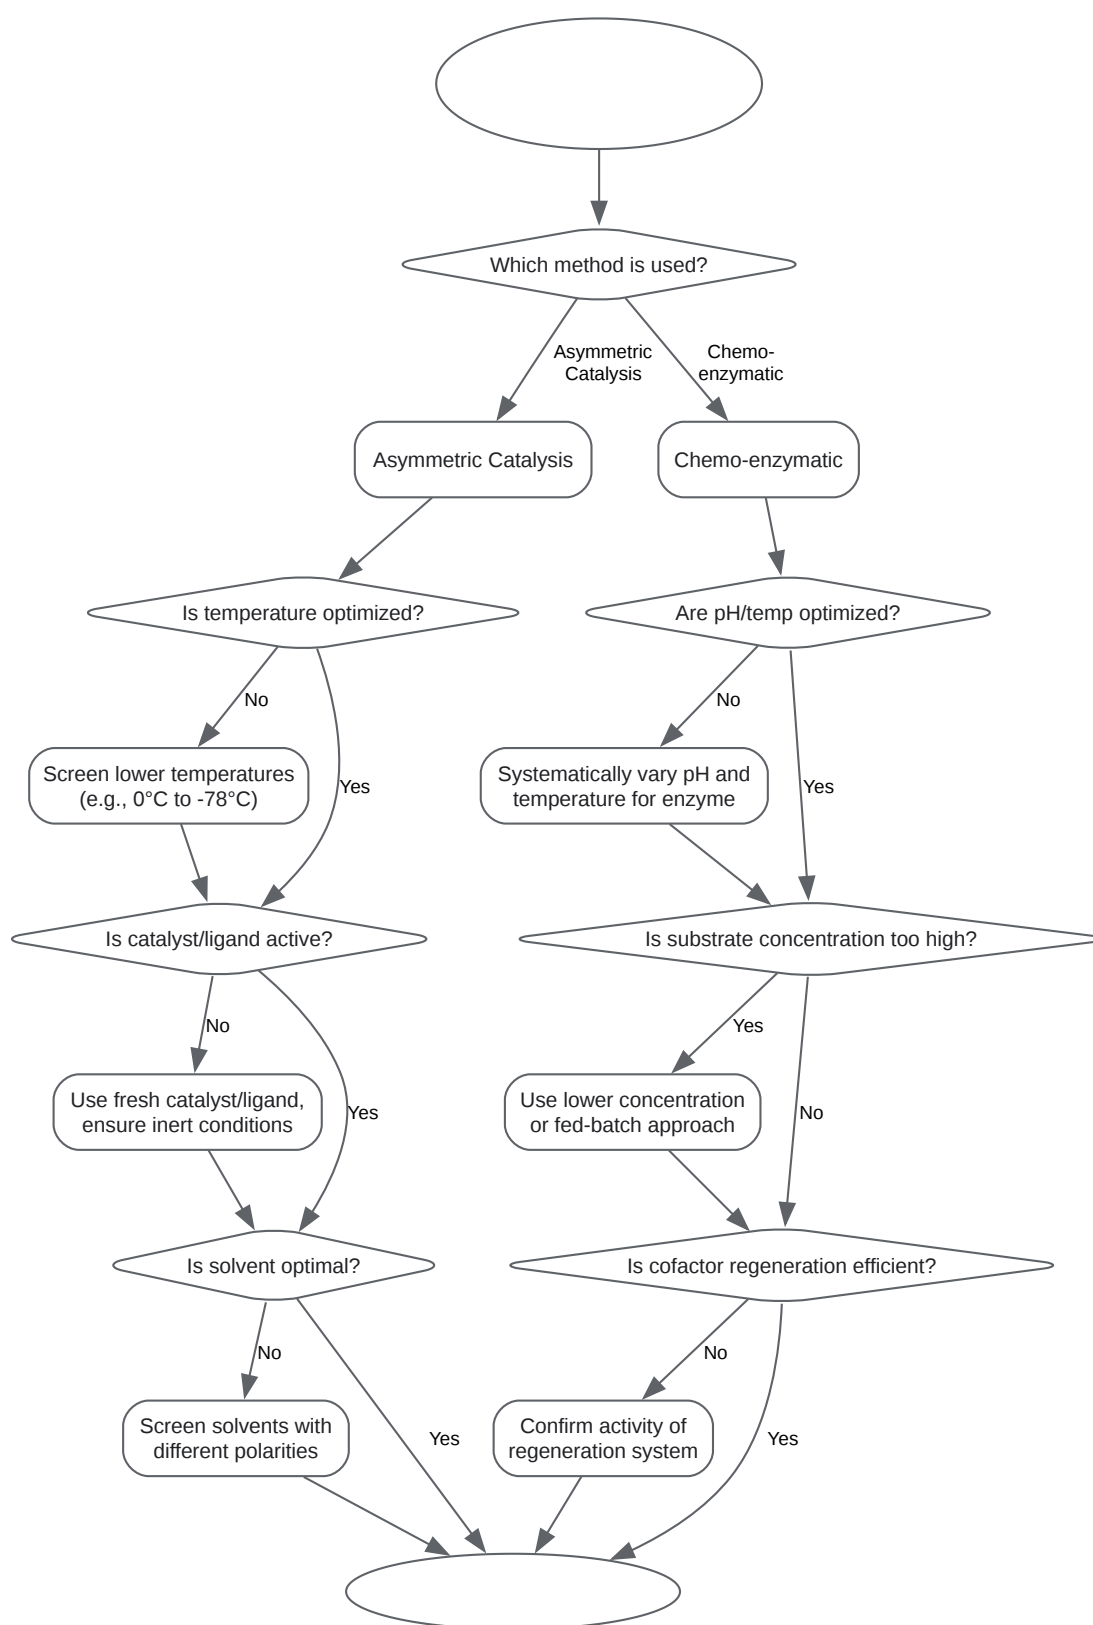 Which method is used?
Asymmetric
Catalysis
Chemo-
enzymatic
Asymmetric Catalysis
Chemo-enzymatic
Is temperature optimized?
Are pH/temp optimized?
No
No
Screen lower temperatures
(e.g., 0°C to -78°C)
Yes
Systematically vary pH and
temperature for enzyme
Yes
Is catalyst/ligand active?
Is substrate concentration too high?
No
Yes
Use fresh catalyst/ligand,
ensure inert conditions
Yes
Use lower concentration
or fed-batch approach
No
Is solvent optimal?
Is cofactor regeneration efficient?
No
No
Screen solvents with
different polarities
Yes
Confirm activity of
regeneration system
Yes